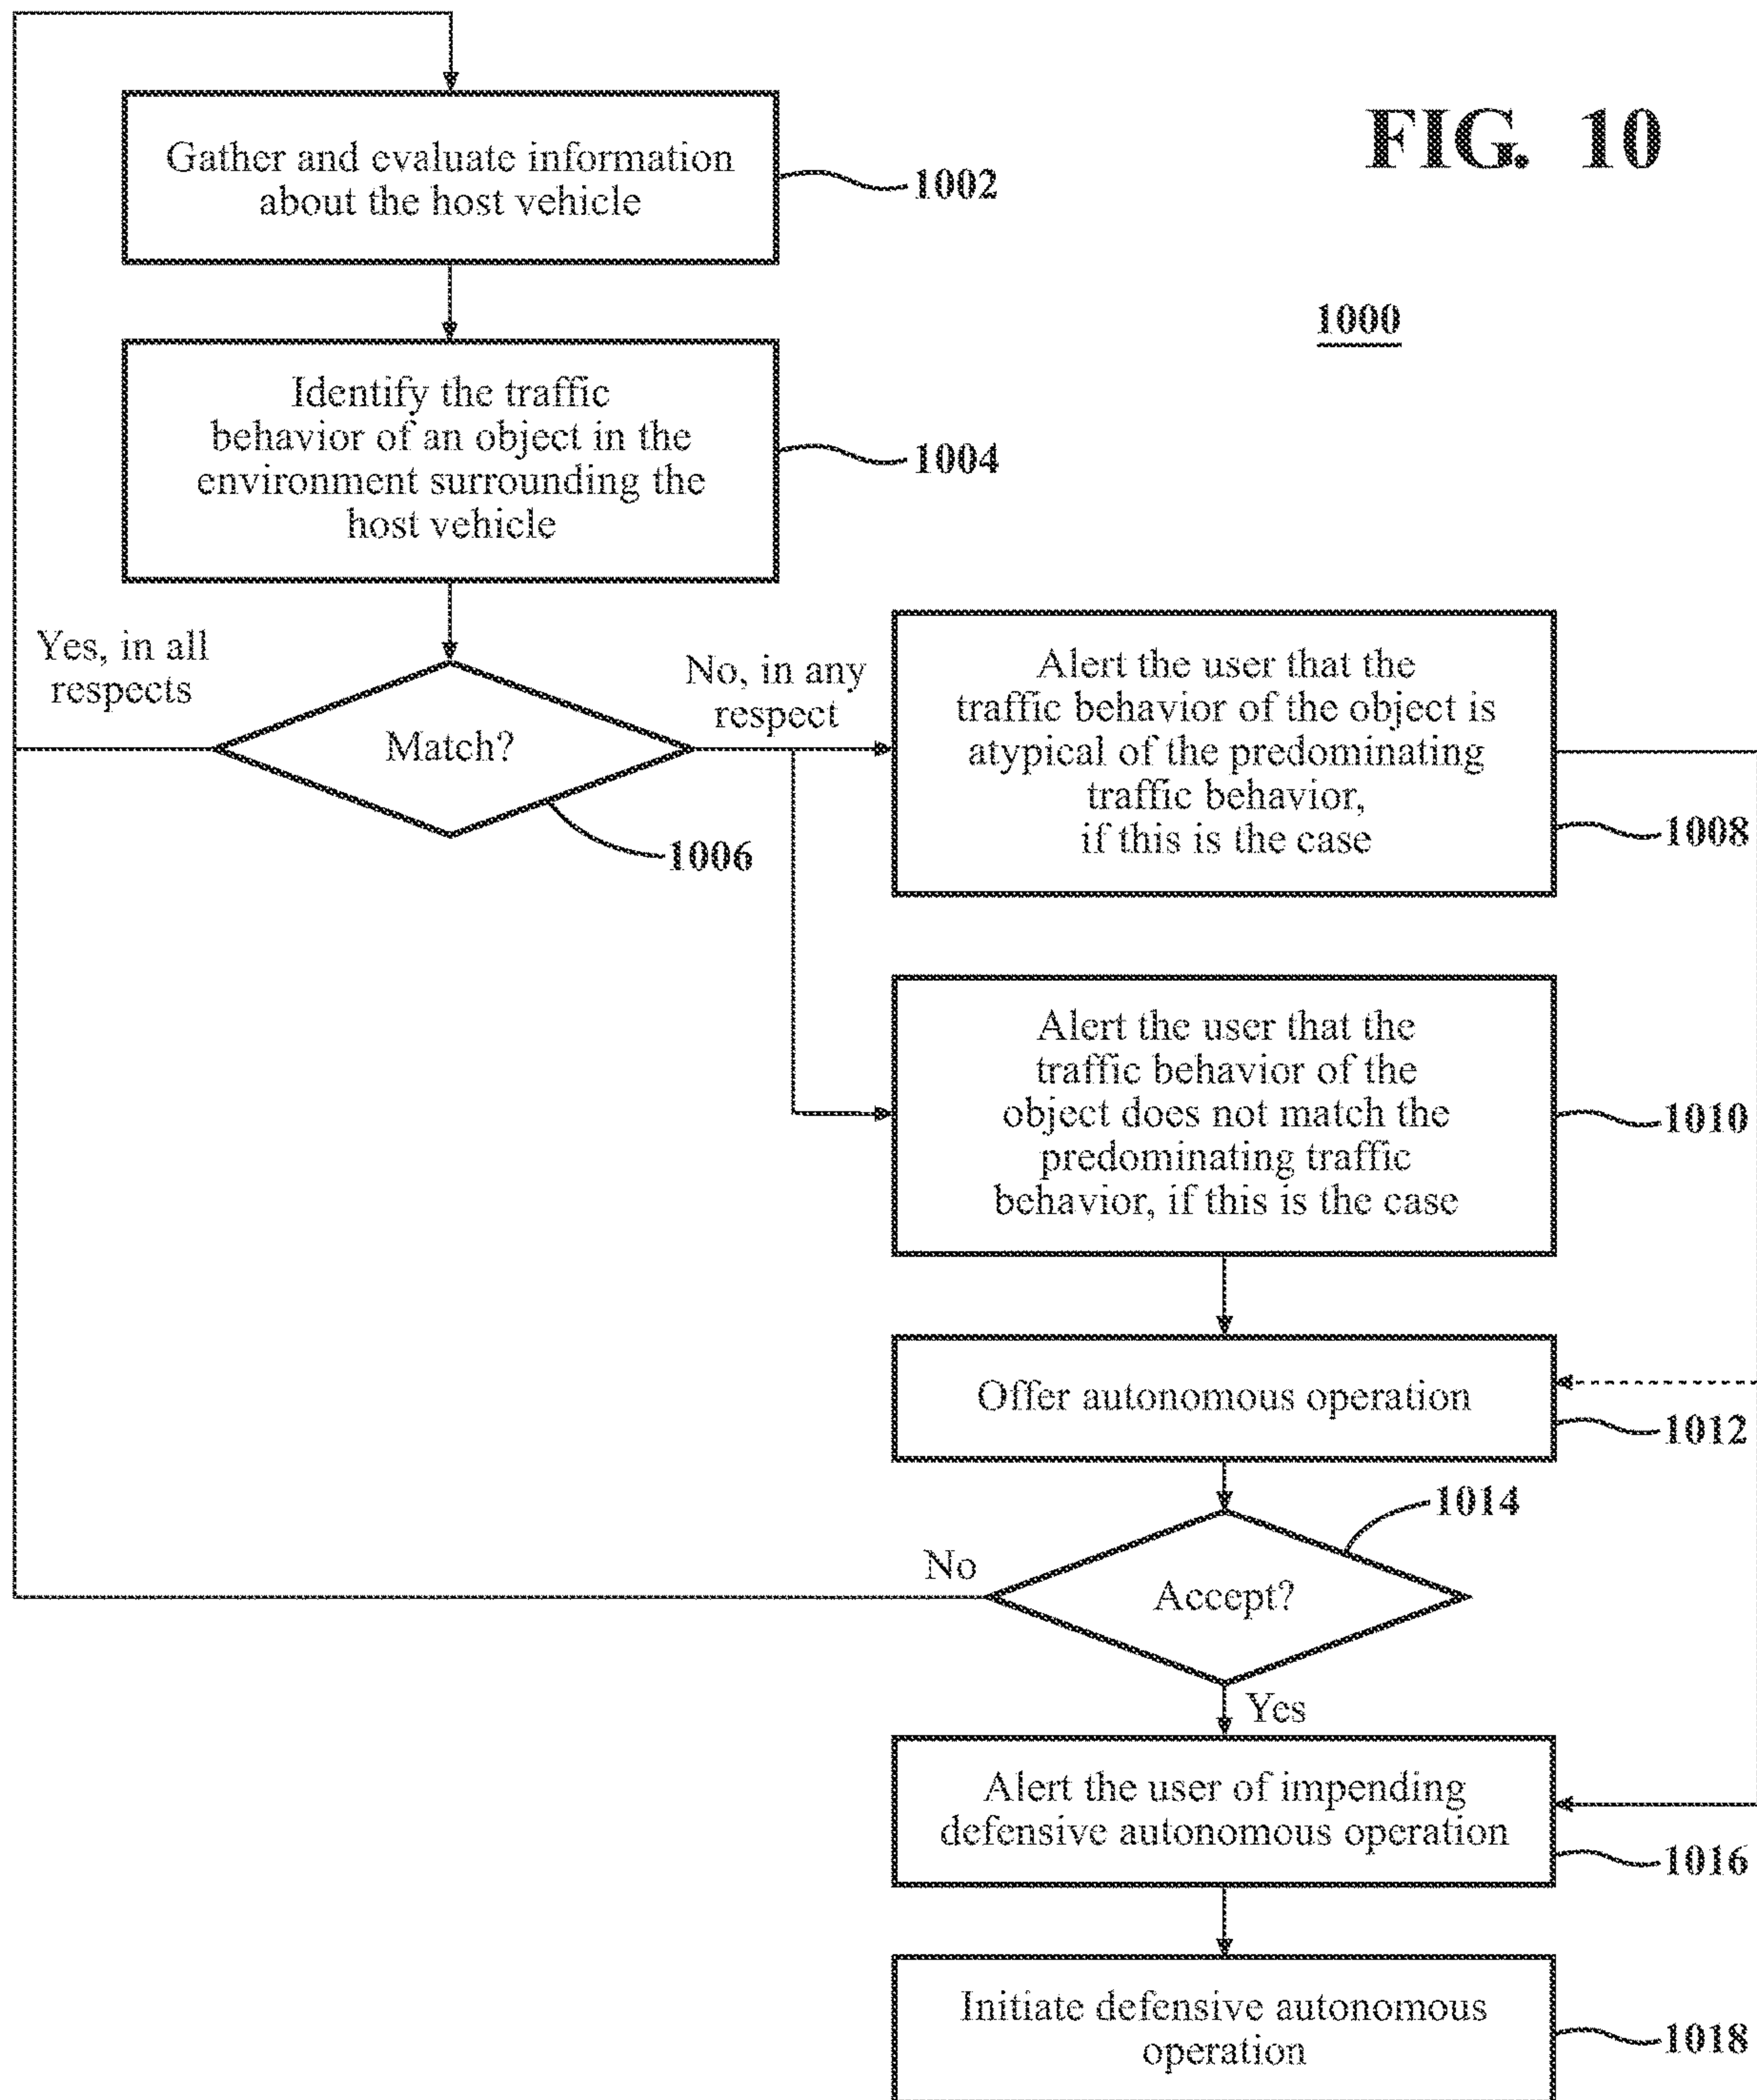 FIG. 10
1000
Gather and evaluate information
about the host vehicle
1002
Identify the traffic
behavior of an object in the
environment surrounding the
host vehicle
1004
Yes, in all
respects
Match?
1006
No, in any
respect
Alert the user that the
traffic behavior of the object is
atypical of the predominating
traffic behavior,
if this is the case
1008
Alert the user that the
traffic behavior of the
object does not match the
predominating traffic
behavior, if this is the case
1010
Offer autonomous operation
1012
Accept?
1014
No
Yes
Alert the user of impending
defensive autonomous operation
1016
Initiate defensive autonomous
operation
1018